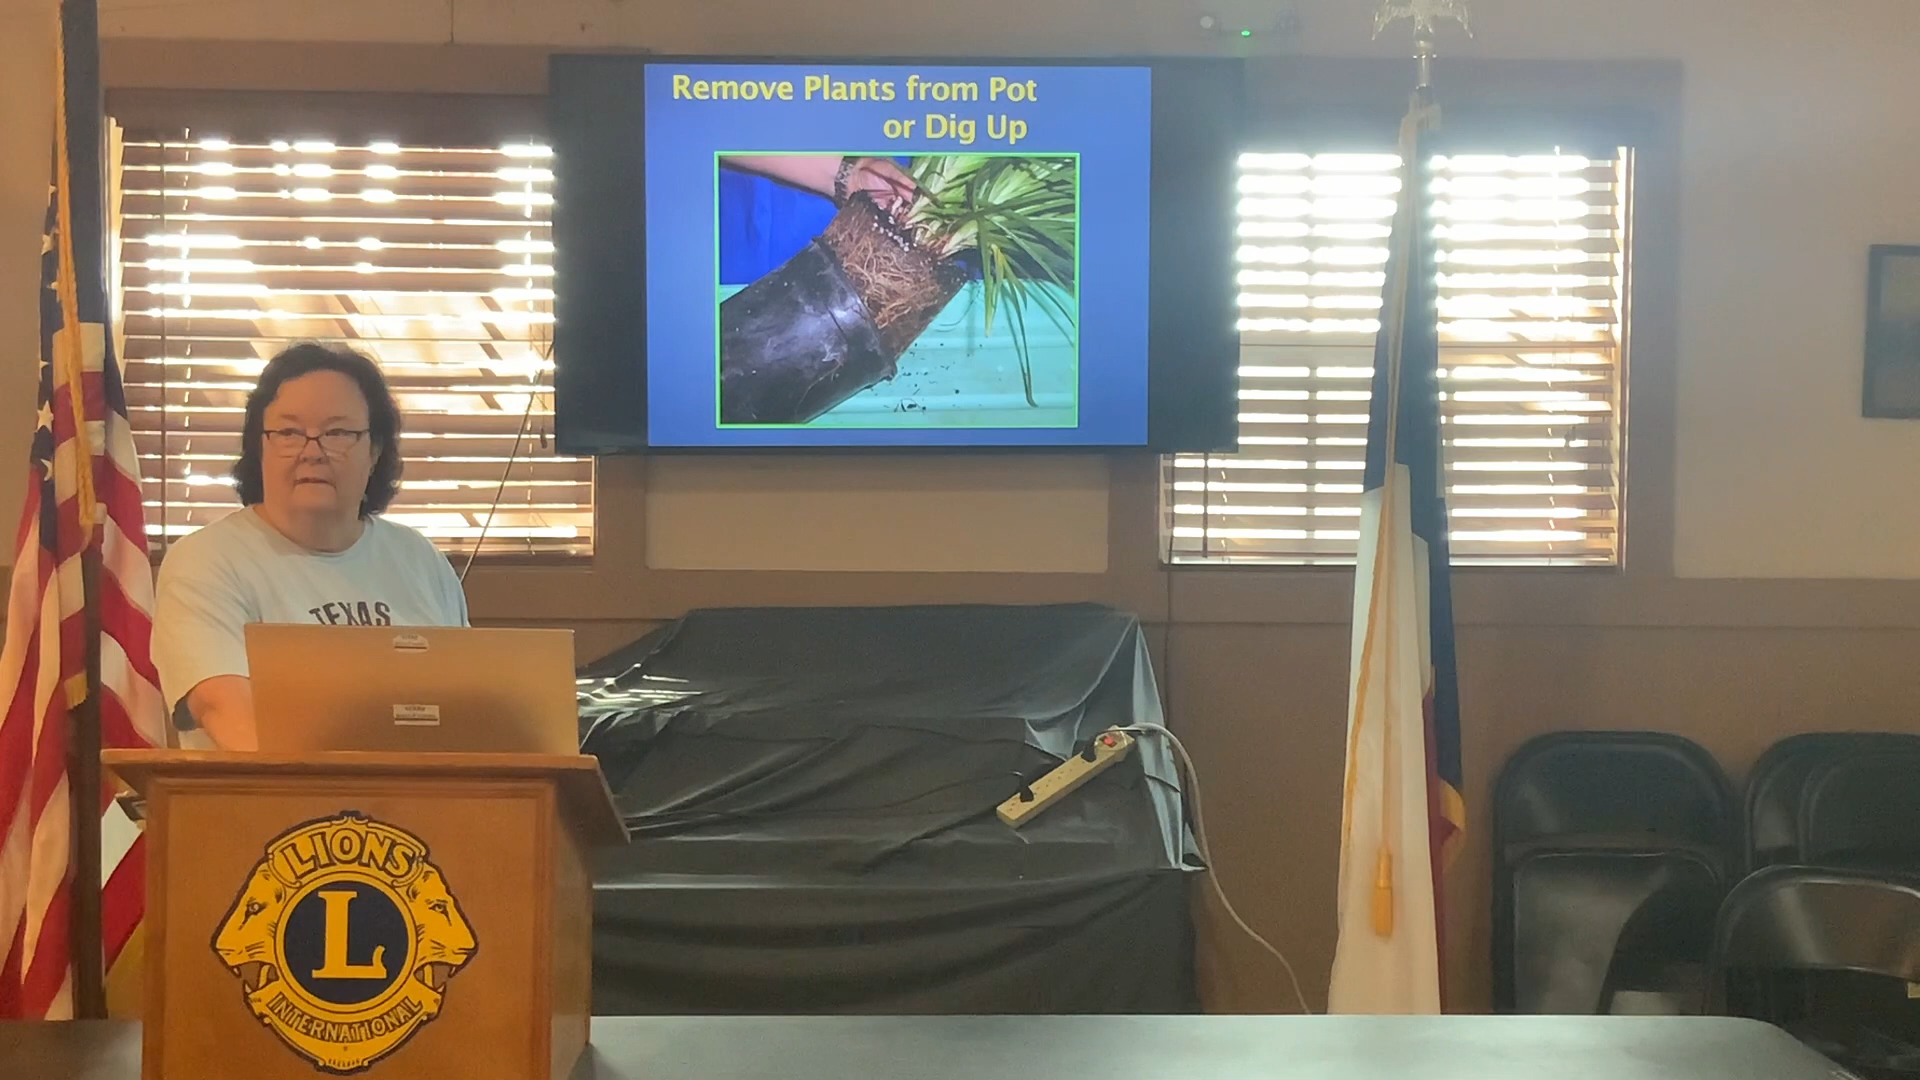 Remove Plants from Pot
or Dig Up
TEXAS
LIONS
L
INTERNATIONAL